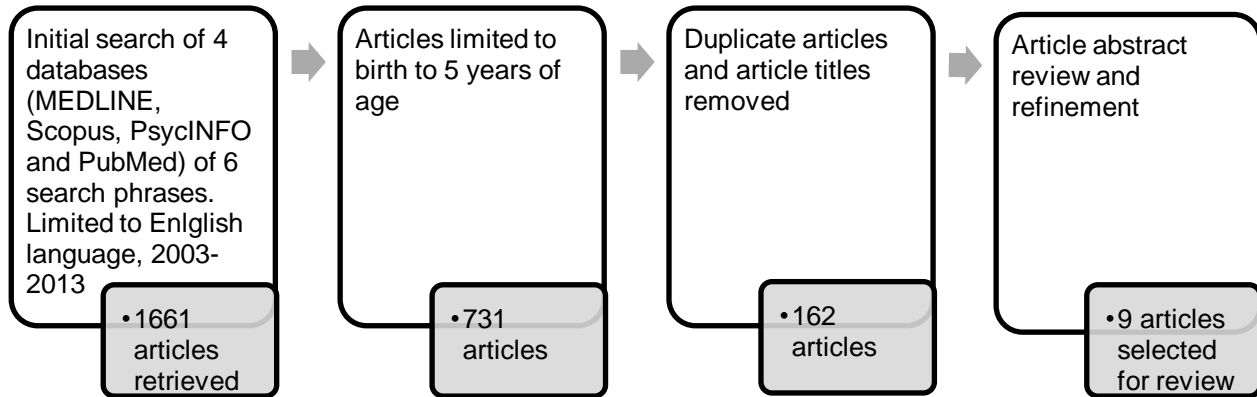 Initial search of 4
databases
(MEDLINE,
Scopus, PsycINFO
and PubMed) of 6
search phrases.
Limited to Enlglish
language, 2003-
2013
•1661
articles
retrieved
Articles limited to
birth to 5 years of
age
•731
articles
Duplicate articles
and article titles
removed
•162
articles
Article abstract
review and
refinement
•9 articles
selected
for review